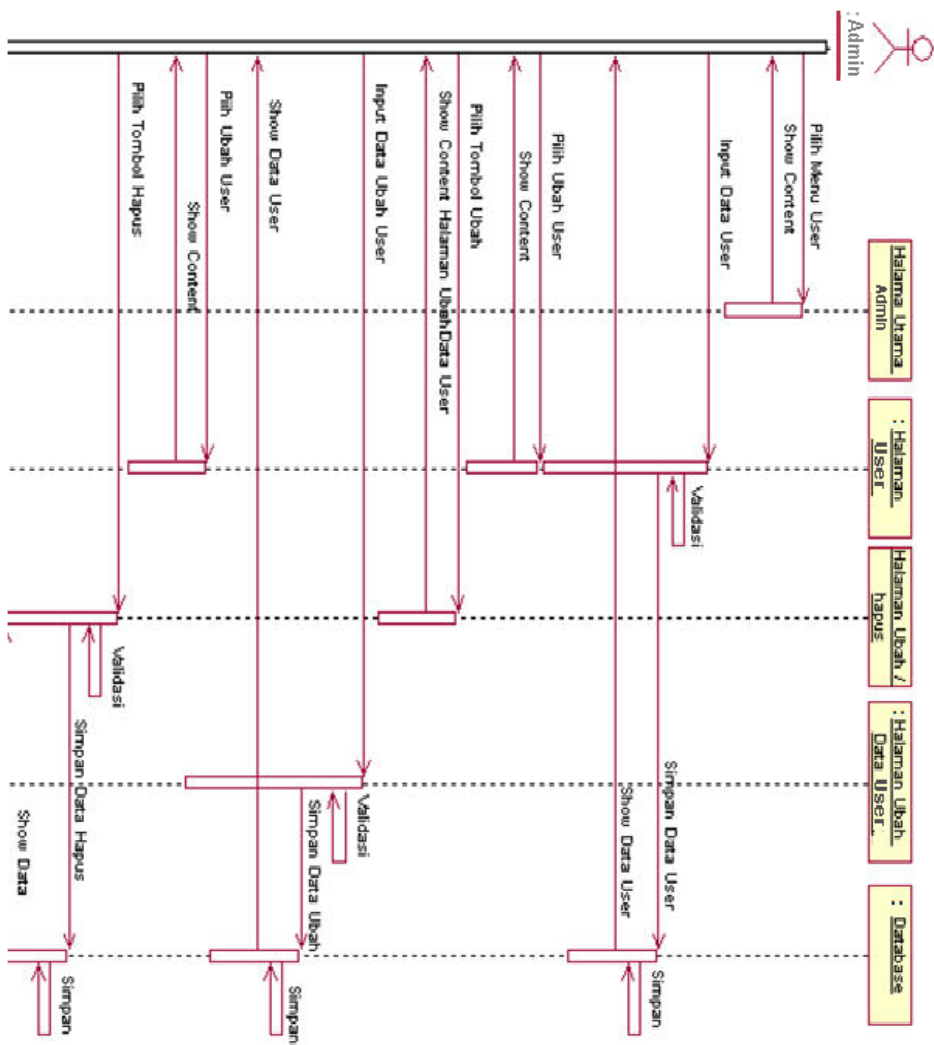 : Admin
Halama Utama
Admin
: Halaman
User
Halaman Ubah /
hapus
: Halaman Ubah
Data User
: Database
Pilih Menu User
Show Content
Input Data User
Validasi
Simpan Data User
Simpan
Show Data User
Pilih Ubah User
Show Content
Pilih Tombol Ubah
Show Content Halaman UbahData User
Input Data Ubah User
Validasi
Simpan Data Ubah
Simpan
Show Data User
Pilih Ubah User
Show Content
Pilih Tombol Hapus
Validasi
Simpan Data Hapus
Simpan
Show Data